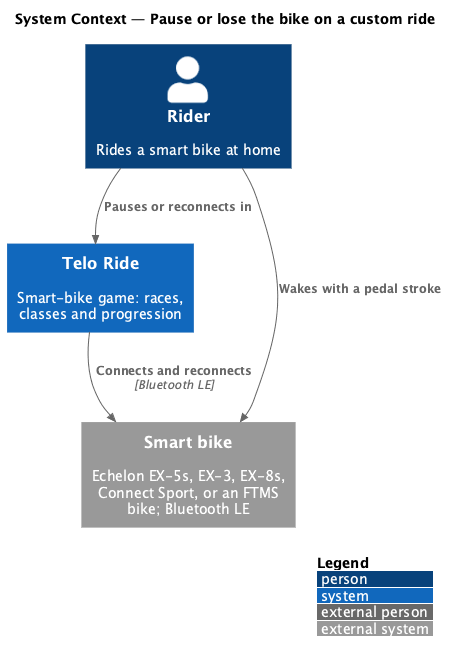 System Context — Pause or lose the bike on a custom ride
Rider
Rides a smart bike at home
Pauses or reconnects in
Telo Ride
Smart-bike game: races,
classes and progression
Wakes with a pedal stroke
Connects and reconnects
[Bluetooth LE]
Smart bike
Echelon EX-5s, EX-3, EX-8s,
Connect Sport, or an FTMS
bike; Bluetooth LE
Legend
person
system
external person
external system